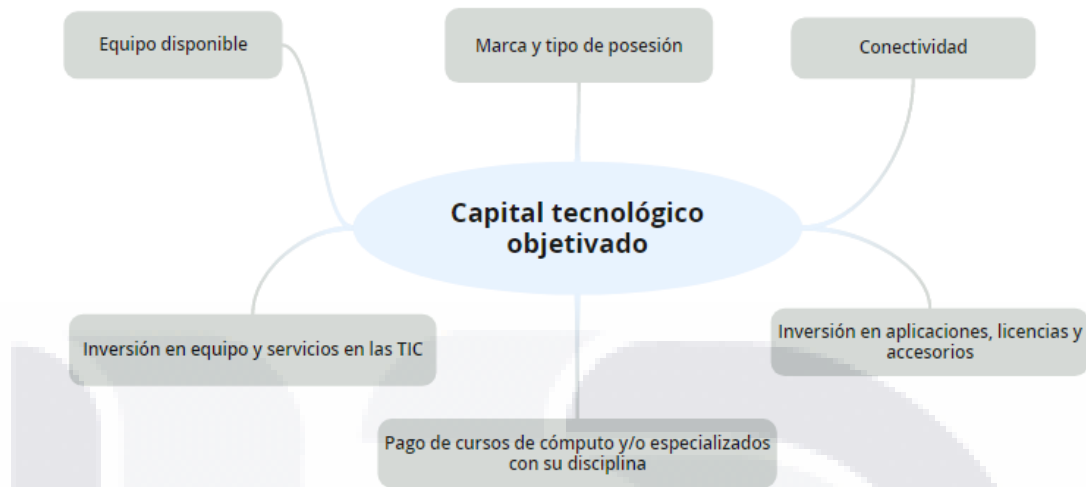 Equipo disponible
Marca y tipo de posesión
Conectividad
Capital tecnológico
objetivado
Inversión en equipo y servicios en las TIC
Inversión en aplicaciones, licencias y
accesorios
Pago de cursos de cómputo y/o especializados
con su disciplina